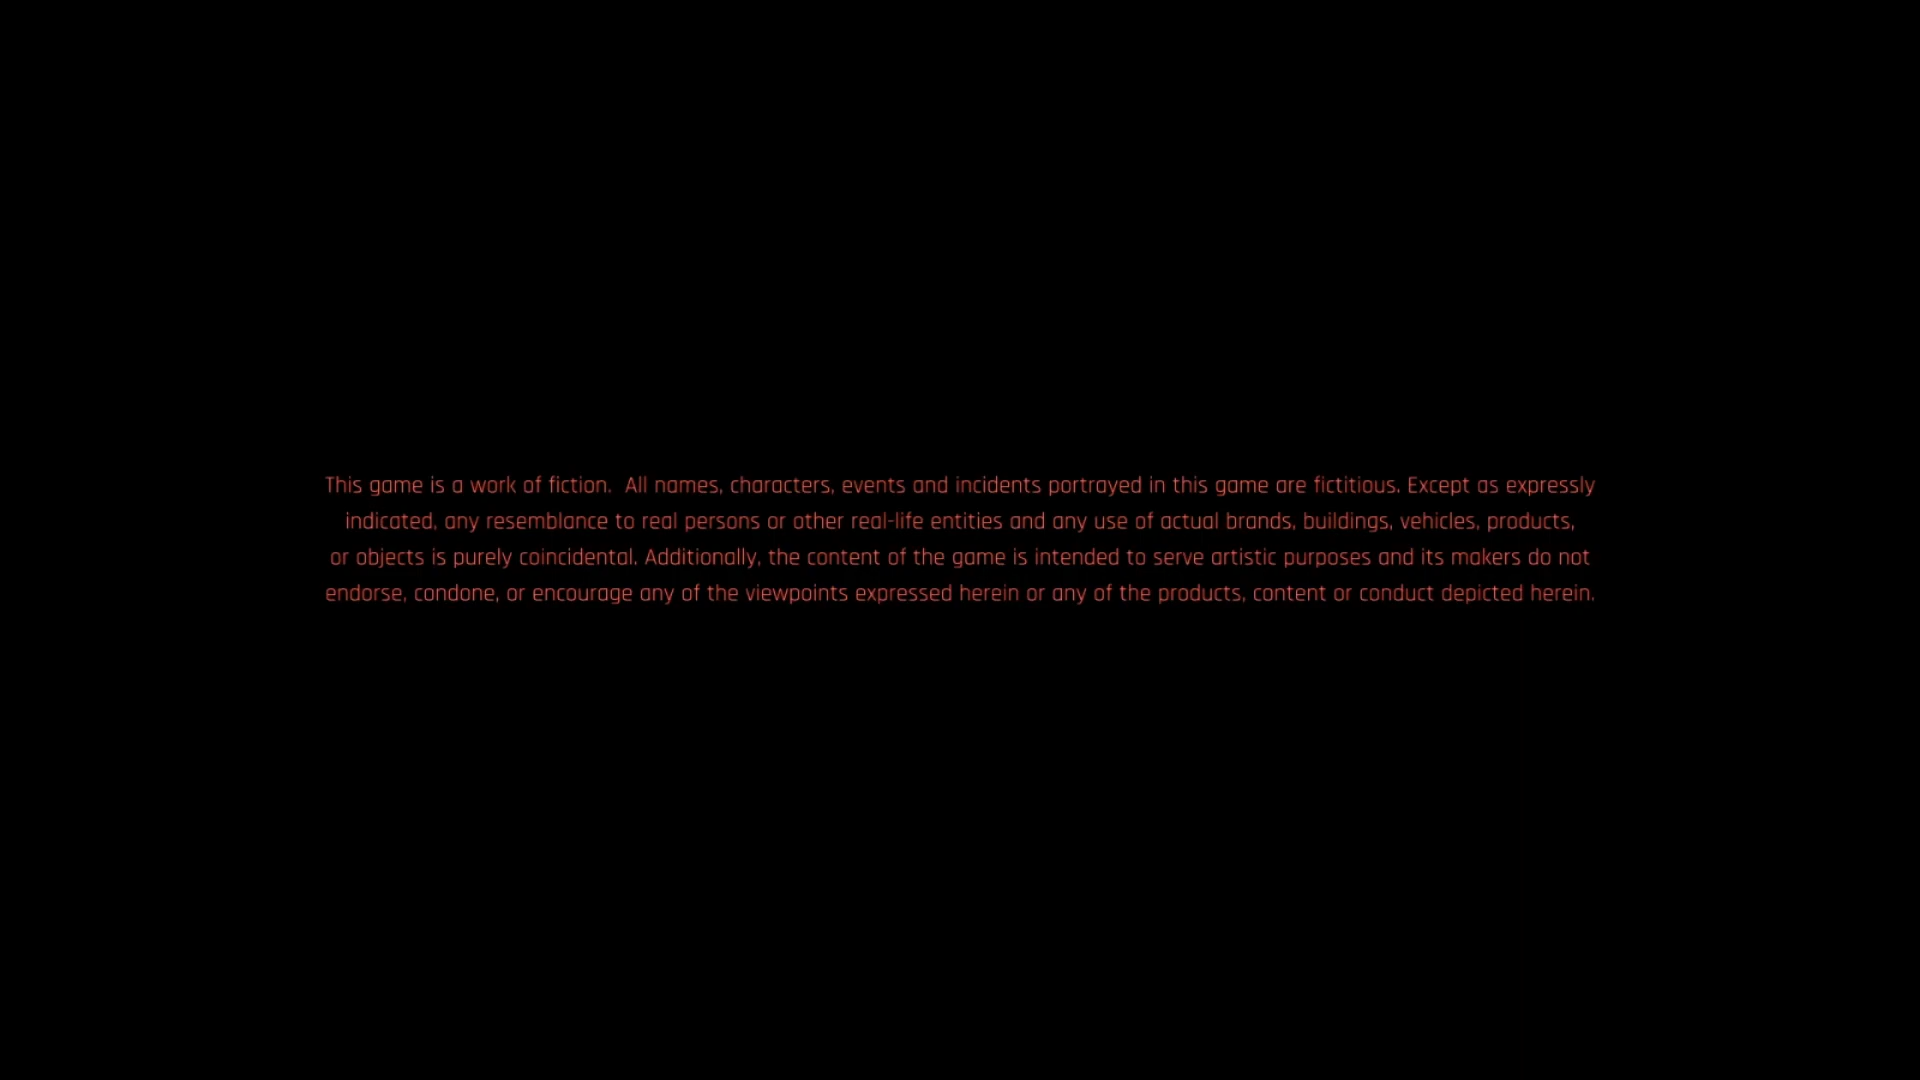 This game is a work of fiction.  All names, characters, events and incidents portrayed in this game are fictitious. Except as expressly
indicated, any resemblance to real persons or other real-life entities and any use of actual brands, buildings, vehicles, products,
or objects is purely coincidental. Additionally, the content of the game is intended to serve artistic purposes and its makers do not
endorse, condone, or encourage any of the viewpoints expressed herein or any of the products, content or conduct depicted herein.